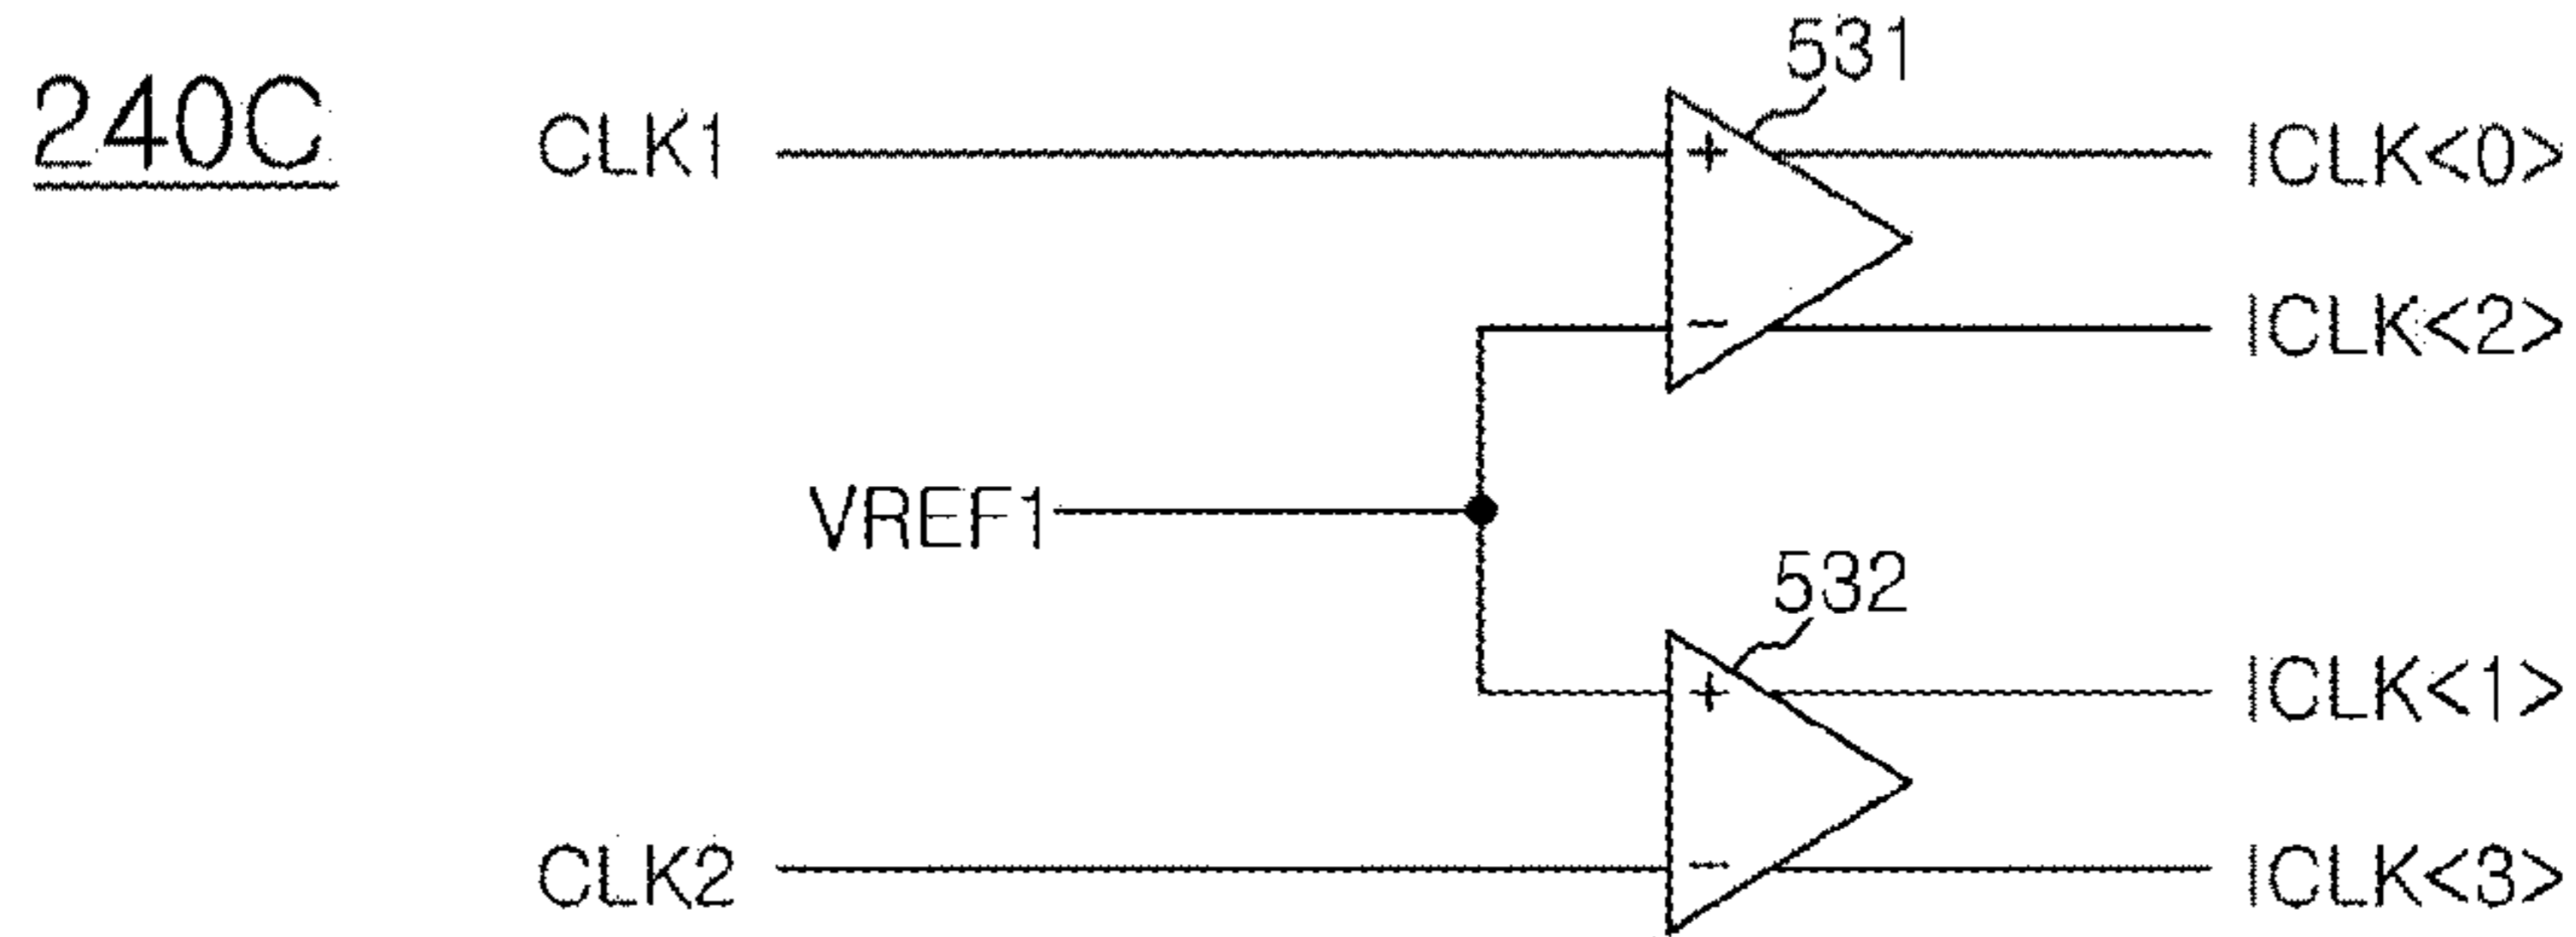 240C
531
CLK1
+
ICLK<0>
-
ICLK<2>
VREF1
532
+
ICLK<1>
CLK2
-
ICLK<3>